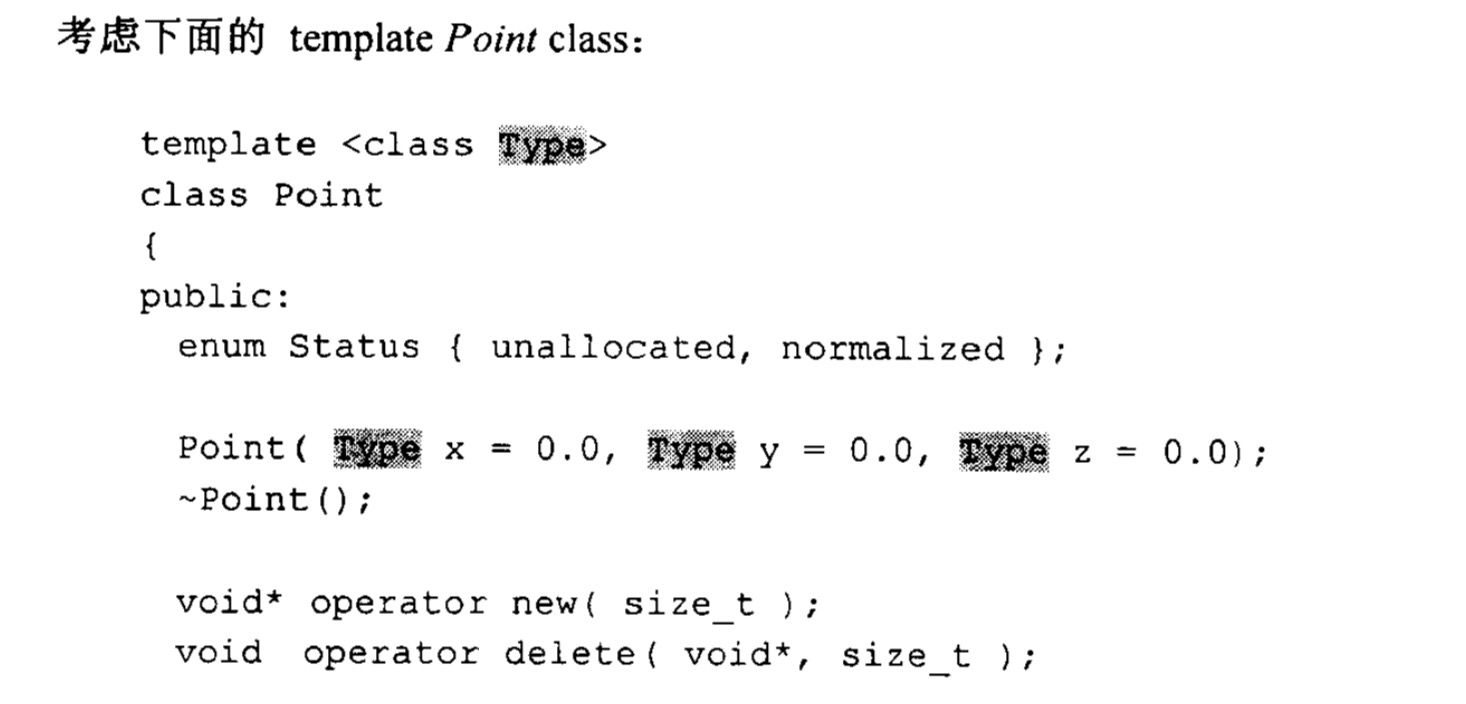 考虑下面的 template Point class：
template <class Type>
class Point
{
public:
enum Status { unallocated, normalized };
Point( Type x = 0.0, Type y = 0.0, Type z = 0.0);
~Point();
void* operator new( size_t );
void operator delete( void*, size_t );